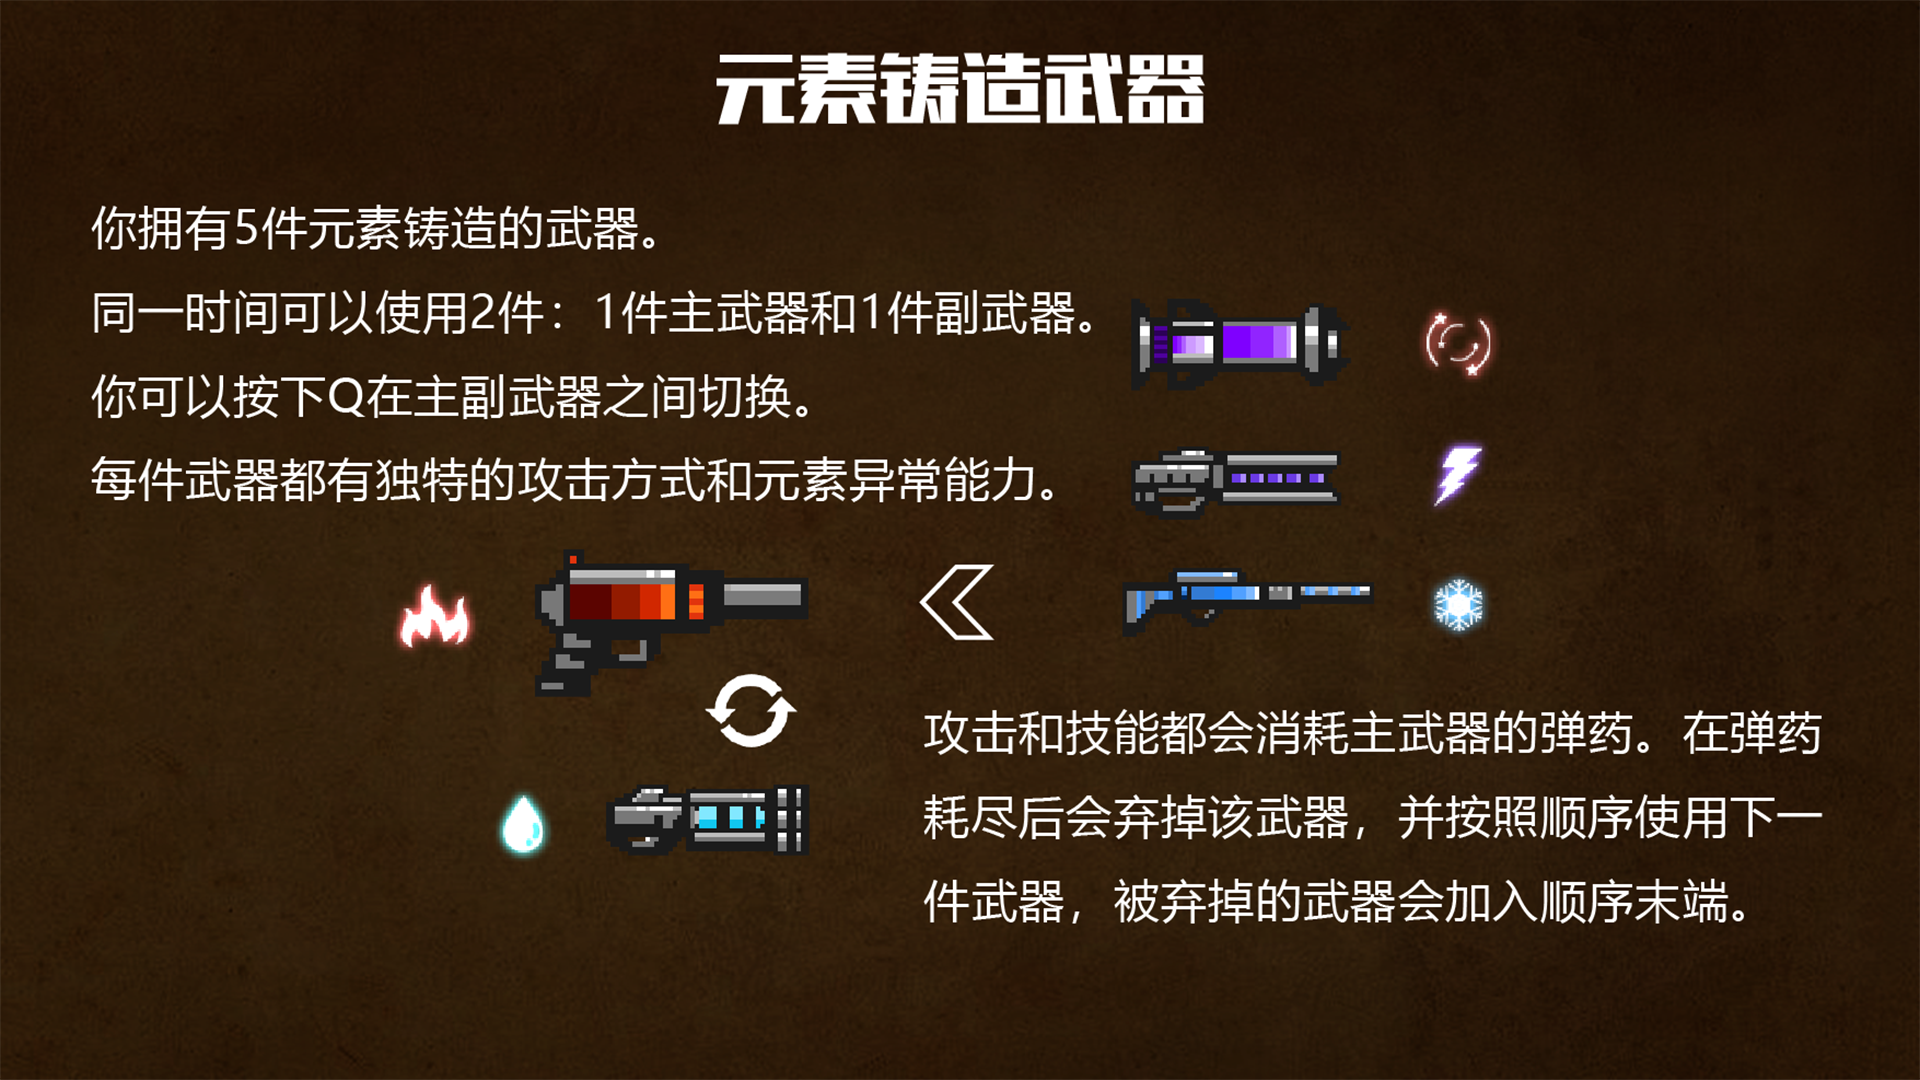 元素铸造武器
你拥有5件元素铸造的武器。
同一时间可以使用2件：1件主武器和1件副武器。
你可以按下Q在主副武器之间切换。
每件武器都有独特的攻击方式和元素异常能力。
攻击和技能都会消耗主武器的弹药。在弹药
耗尽后会弃掉该武器，并按照顺序使用下一
件武器，被弃掉的武器会加入顺序末端。